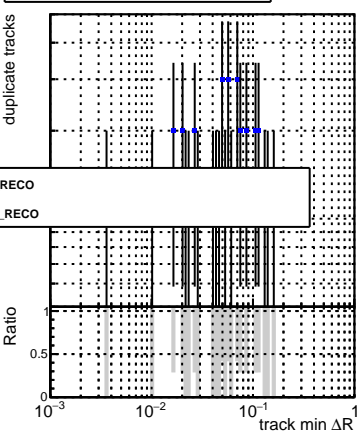 duplicate tracks
RECO
_RECO
Ratio
1
0.5
0
10⁻³
10⁻²
10⁻¹
1
track min ΔR